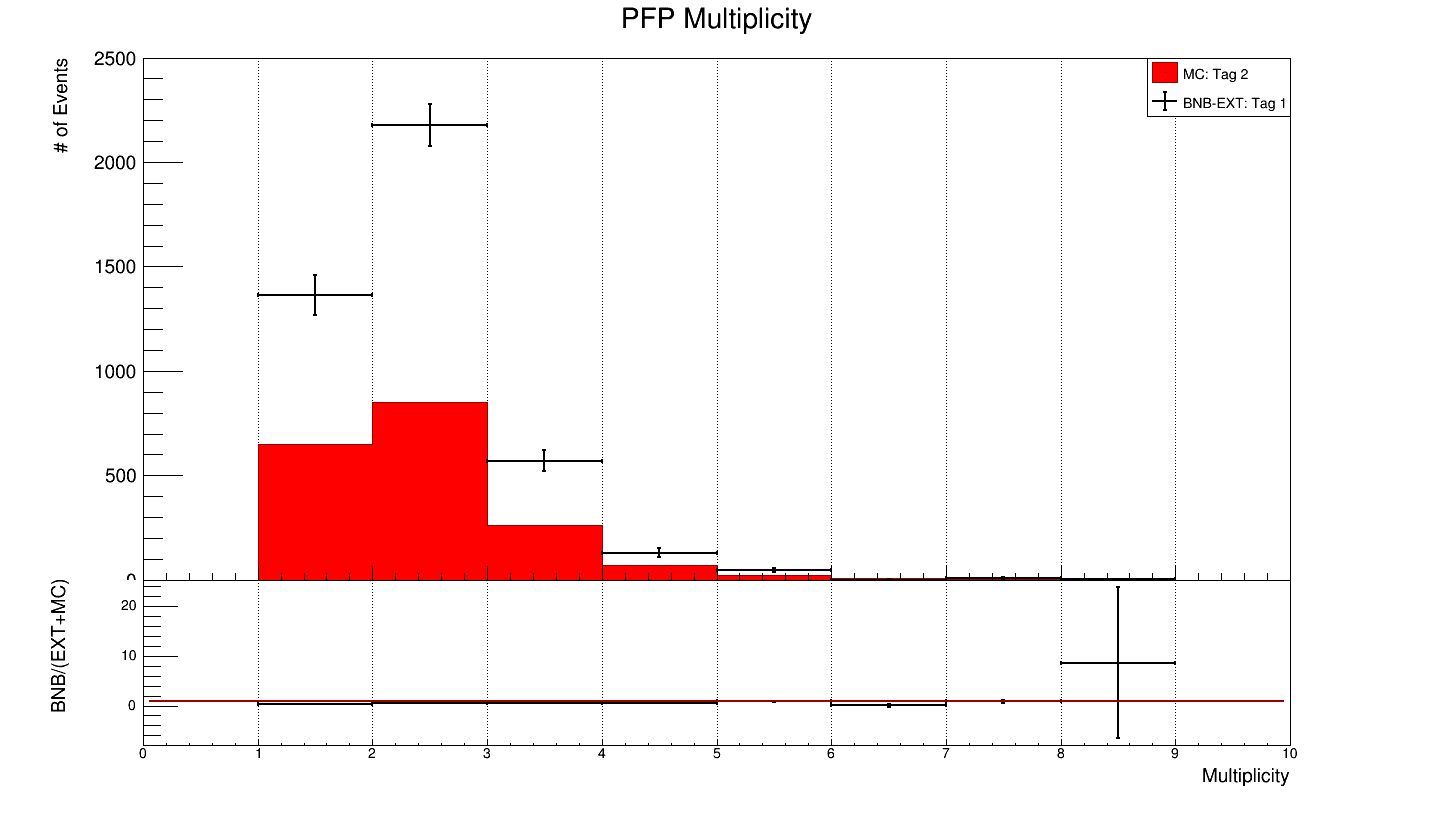 PFP Multiplicity
# of Events
2500
2000
1500
1000
500
0
MC: Tag 2
BNB-EXT: Tag 1
BNB/(EXT+MC)
20
10
0
0 1 2 3 4 5 6 7 8 9 10
Multiplicity